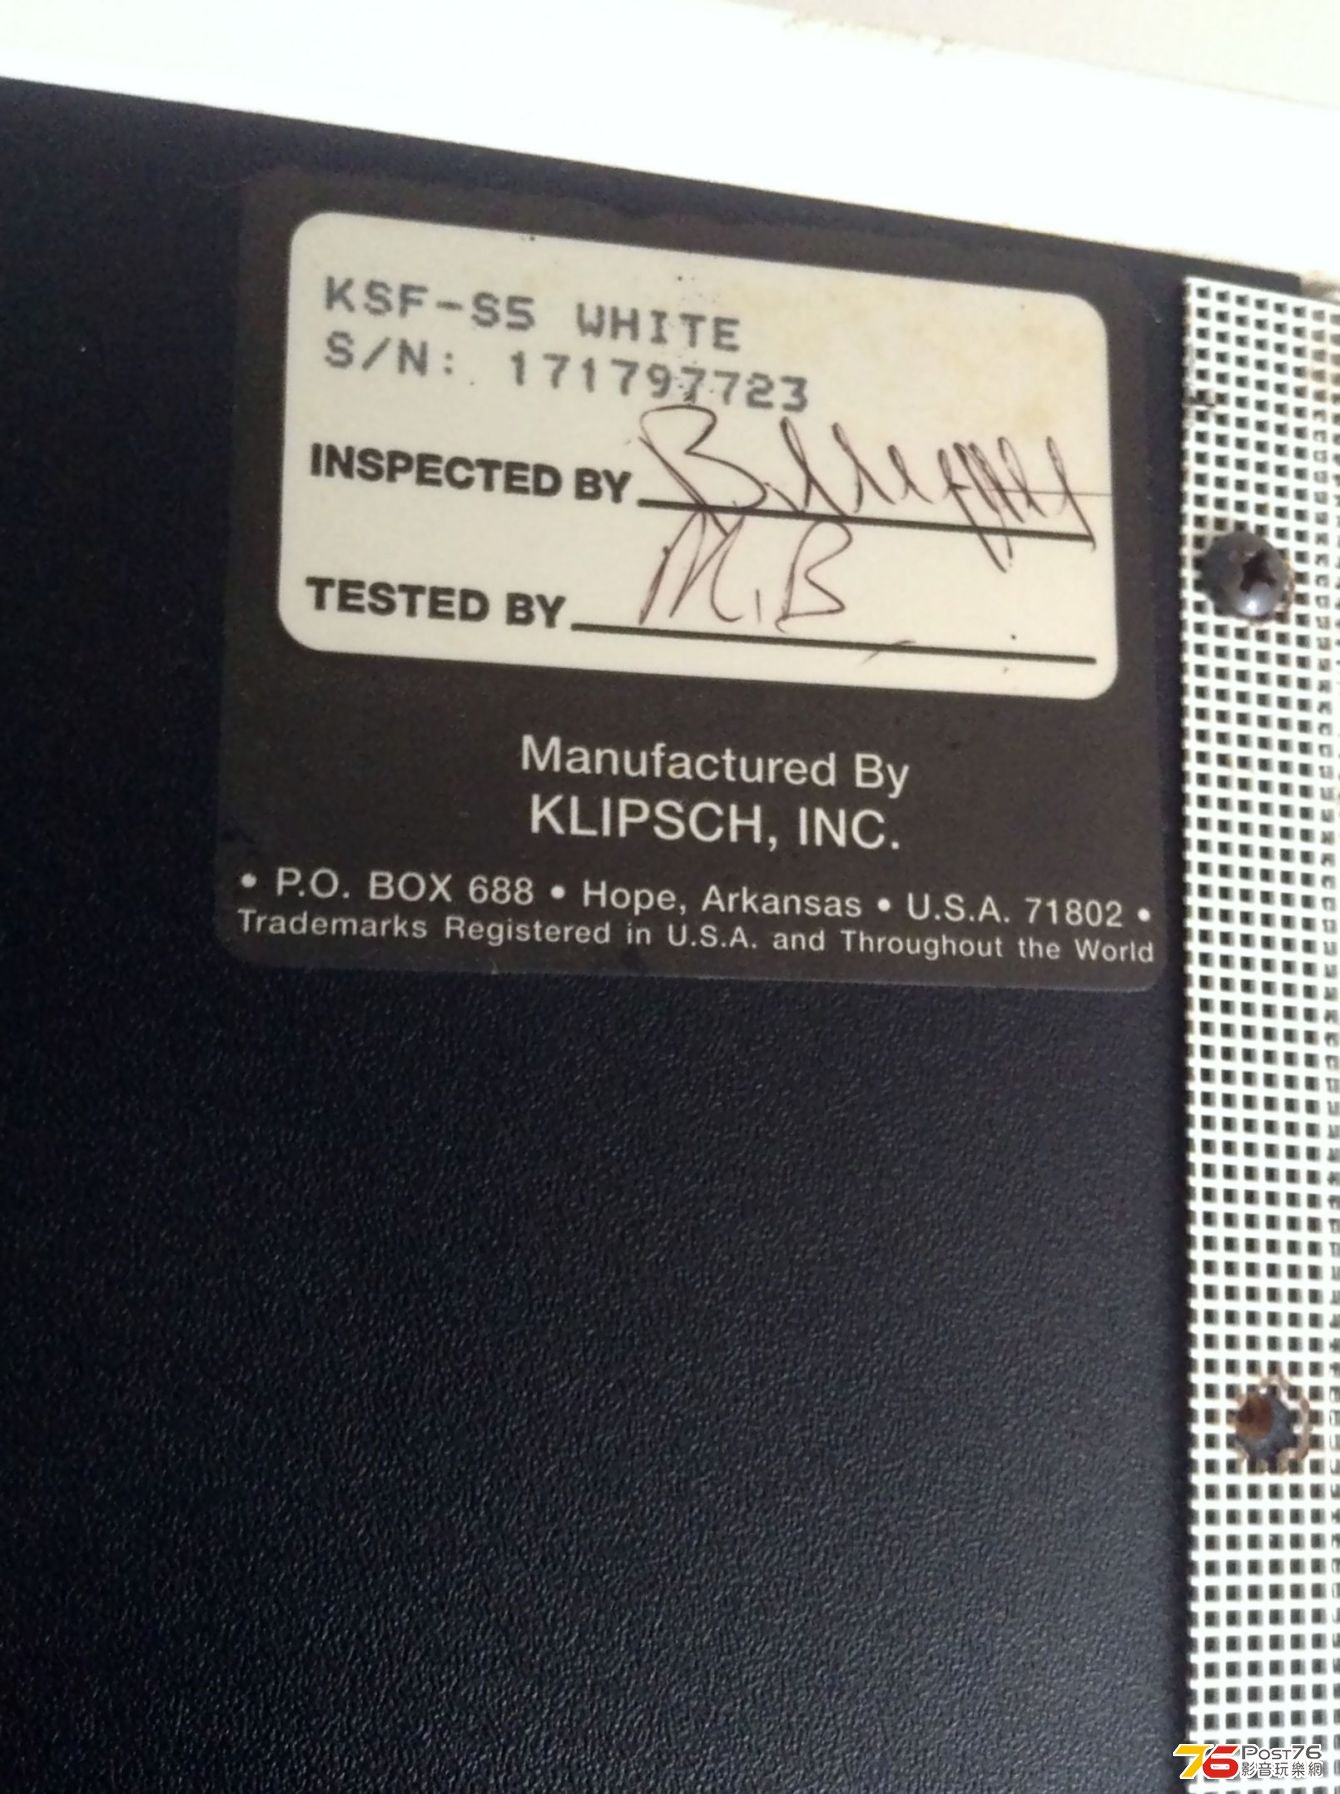 KSF-S5 WHITE
S/N: 171797723
INSPECTED BY
TESTED BY M.B
Manufactured By
KLIPSCH, INC.
• P.O. BOX 688 • Hope, Arkansas • U.S.A. 71802 •
Trademarks Registered in U.S.A. and Throughout the World
76 POST76
影音玩樂網